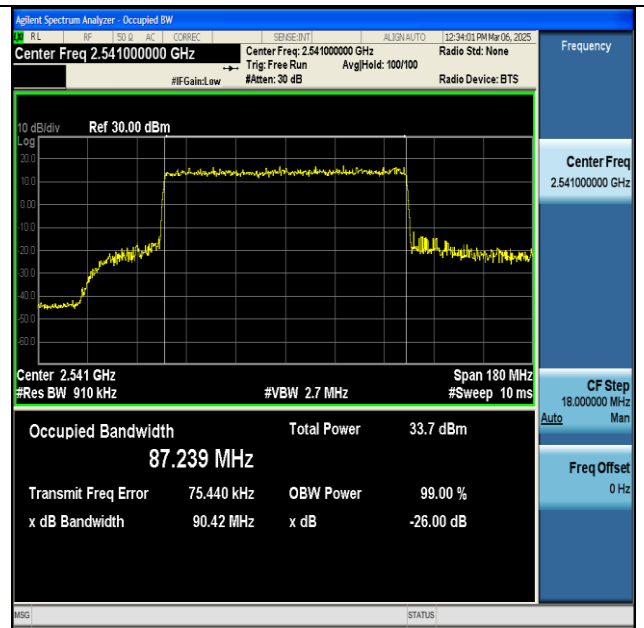 Agilent Spectrum Analyzer - Occupied BW
LXI RL RF 50 Ω AC CORREC SENSE:INT ALIGN AUTO 12:34:01 PM Mar 06, 2025
Center Freq 2.541000000 GHz Center Freq: 2.541000000 GHz Radio Std: None
Trig: Free Run Avg|Hold: 100/100
#IFGain:Low #Atten: 30 dB Radio Device: BTS
10 dB/div Ref 30.00 dBm
Log
20.0
10.0
0.00
-10.0
-20.0
-30.0
-40.0
-60.0
Center 2.541 GHz Span 180 MHz
#Res BW 910 kHz #VBW 2.7 MHz #Sweep 10 ms
Occupied Bandwidth Total Power 33.7 dBm
87.239 MHz
Transmit Freq Error 75.440 kHz OBW Power 99.00 %
x dB Bandwidth 90.42 MHz x dB -26.00 dB
MSG STATUS
Frequency
Center Freq
2.541000000 GHz
CF Step
18.000000 MHz
Auto Man
Freq Offset
0 Hz